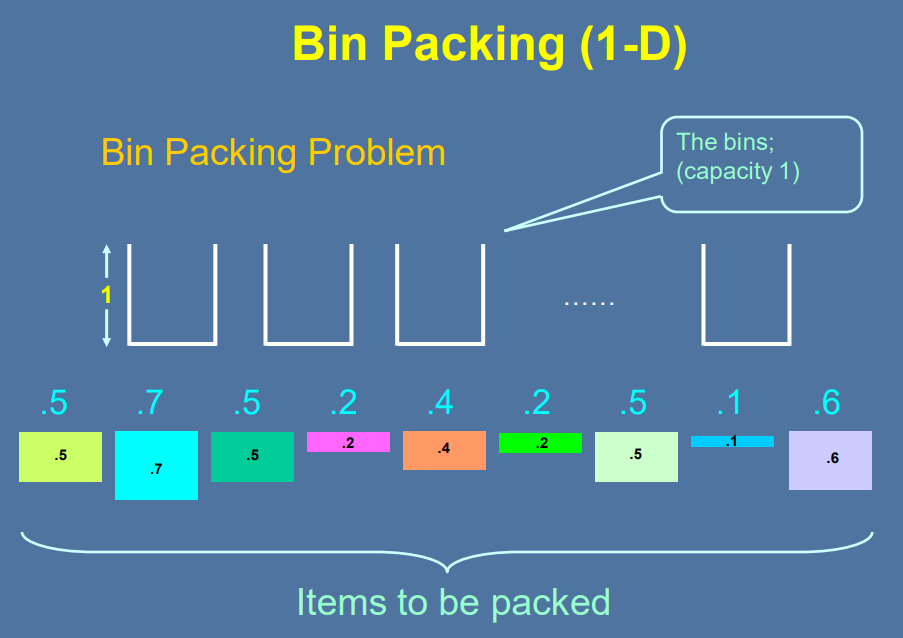 Bin Packing (1-D)
Bin Packing Problem
The bins;
(capacity 1)
1
......
.5 .7 .5 .2 .4 .2 .5 .1 .6
.5 .7 .5 .2 .4 .2 .5 .1 .6
Items to be packed